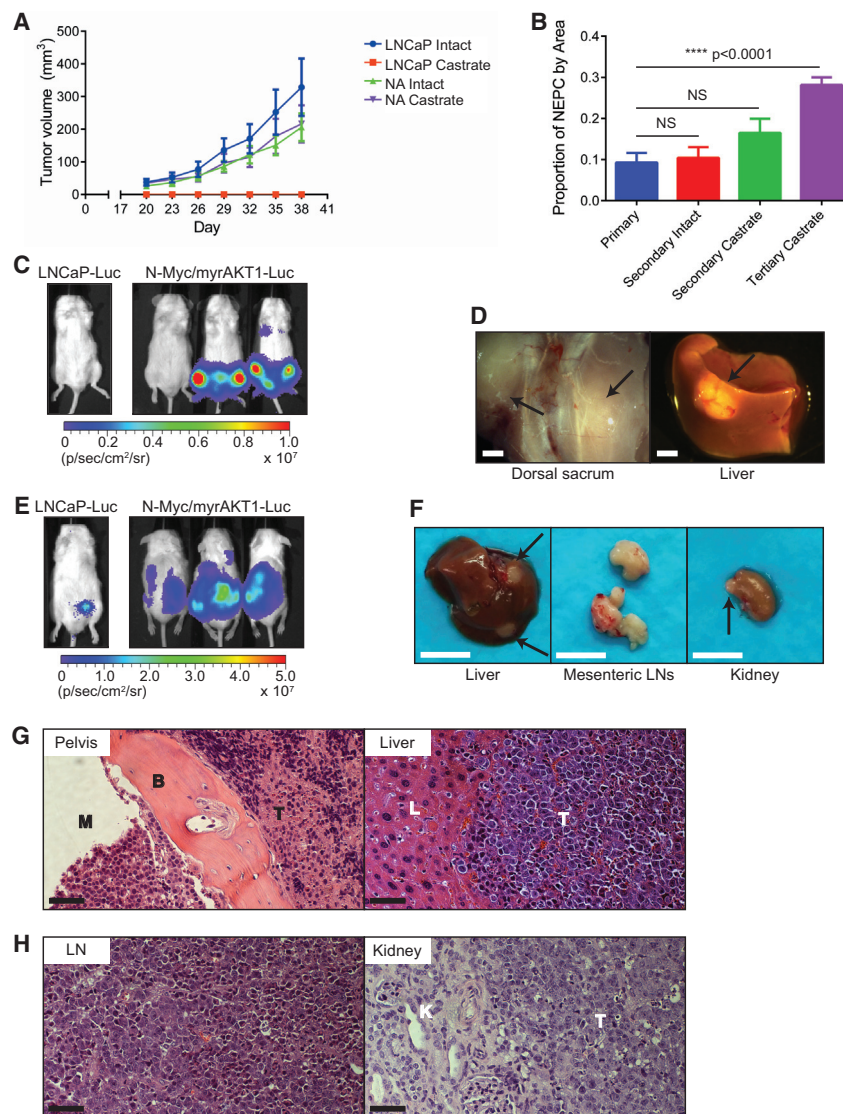 A
Tumor volume (mm³)
500
400
300
200
100
0
0 17 20 23 26 29 32 35 38 41
Day
LNCaP Intact
LNCaP Castrate
NA Intact
NA Castrate
B
Proportion of NEPC by Area
**** p<0.0001
NS
NS
0.4
0.3
0.2
0.1
0.0
Primary
Secondary Intact
Secondary Castrate
Tertiary Castrate
C
LNCaP-Luc N-Myc/myrAKT1-Luc
0 0.2 0.4 0.6 0.8 1.0
(p/sec/cm²/sr) x 10⁷
D
Dorsal sacrum Liver
E
LNCaP-Luc N-Myc/myrAKT1-Luc
0 1.0 2.0 3.0 4.0 5.0
(p/sec/cm²/sr) x 10⁷
F
Liver Mesenteric LNs Kidney
G
Pelvis
M
B
T
Liver
L
T
H
LN
Kidney
K
T